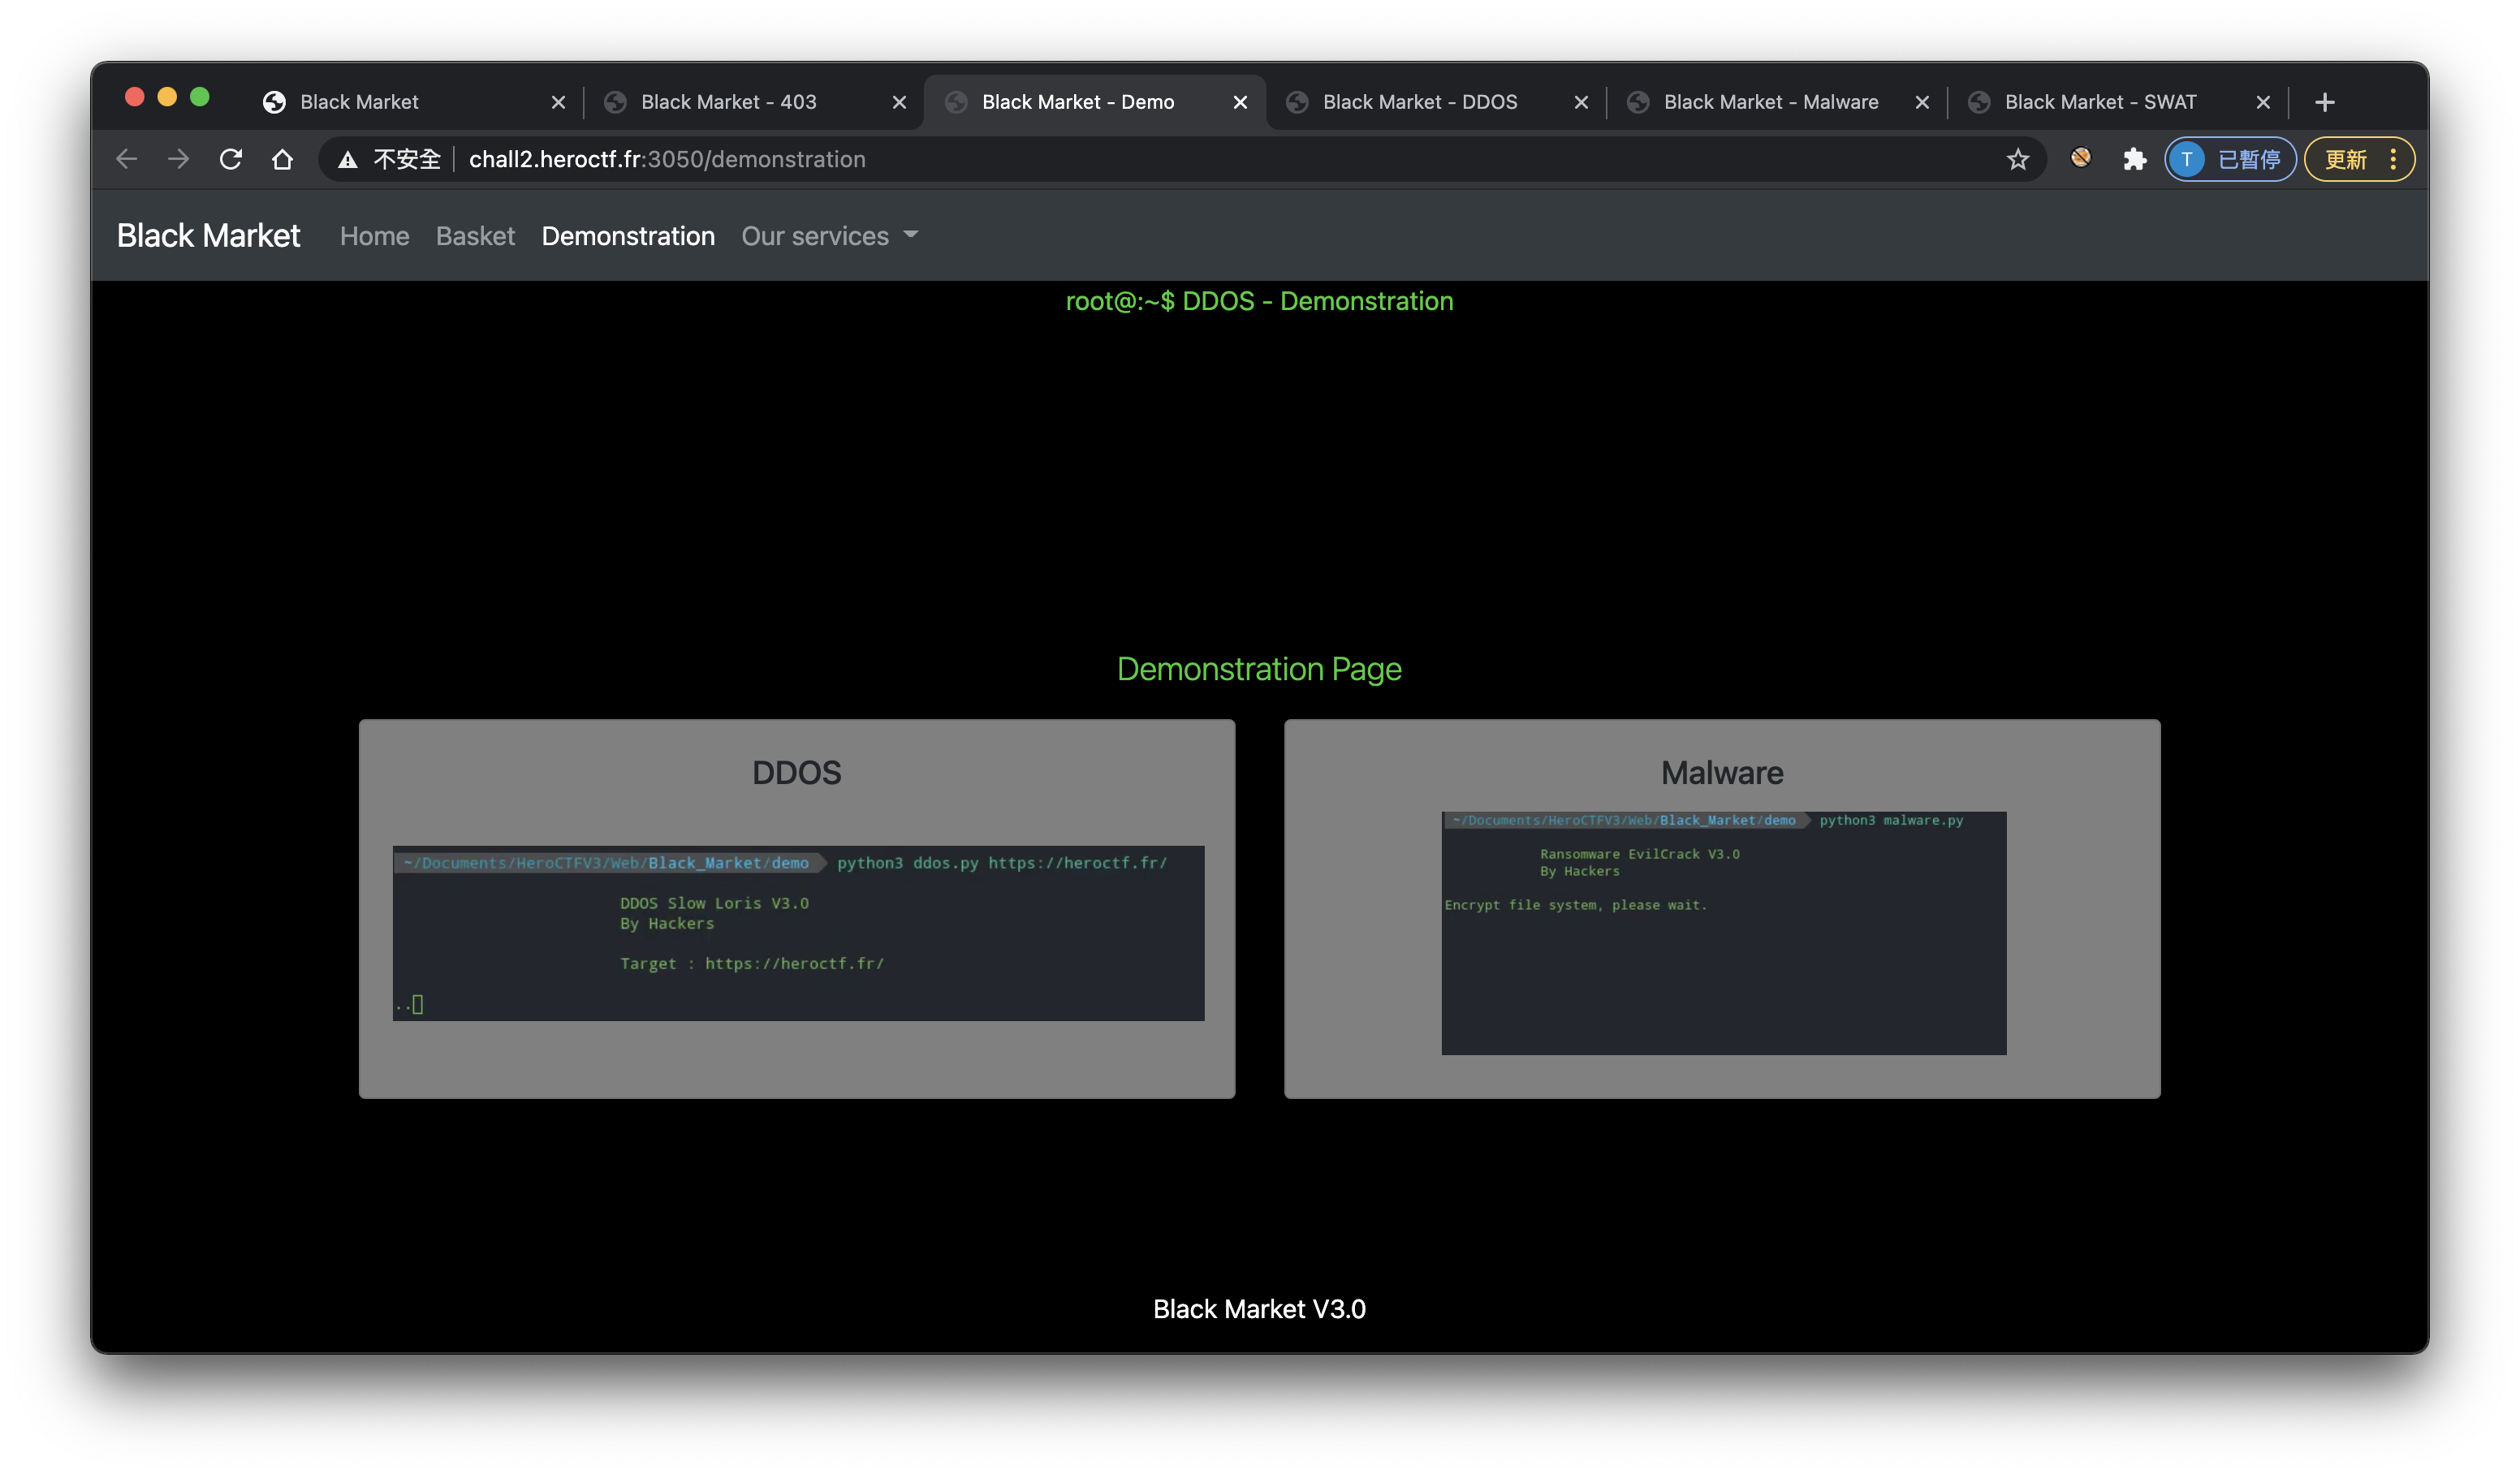 Black Market
Black Market - 403
Black Market - Demo
Black Market - DDOS
Black Market - Malware
Black Market - SWAT
不安全 chall2.heroctf.fr:3050/demonstration
T 已暫停
更新
Black Market Home Basket Demonstration Our services
root@:~$ DDOS - Demonstration
Demonstration Page
DDOS
~/Documents/HeroCTFV3/Web/Black_Market/demo python3 ddos.py https://heroctf.fr/
DDOS Slow Loris V3.0
By Hackers
Target : https://heroctf.fr/
..
Malware
~/Documents/HeroCTFV3/Web/Black_Market/demo python3 malware.py
Ransomware EvilCrack V3.0
By Hackers
Encrypt file system, please wait.
Black Market V3.0